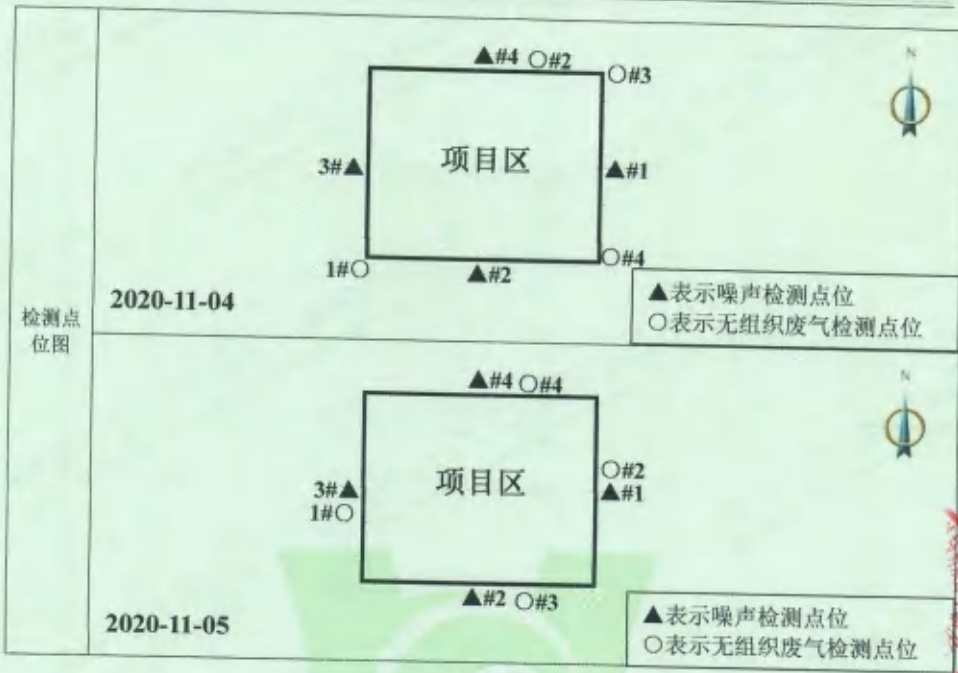 检测点
位图
▲#4 ○#2
○#3
N
3#▲
项目区
▲#1
1#○
▲#2
○#4
2020-11-04
▲表示噪声检测点位
○表示无组织废气检测点位
▲#4 ○#4
N
○#2
3#▲
项目区
▲#1
1#○
▲#2 ○#3
2020-11-05
▲表示噪声检测点位
○表示无组织废气检测点位